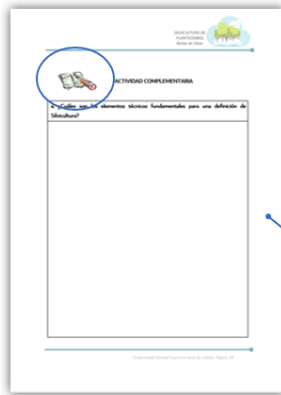 SILVICULTURA DE
PLANTACIONES
Notas de Clase
ACTIVIDAD COMPLEMENTARIA
¿Cuáles son los elementos técnicos fundamentales para una definición de
Silvicultura?
Universidad Distrital Francisco José de Caldas Página